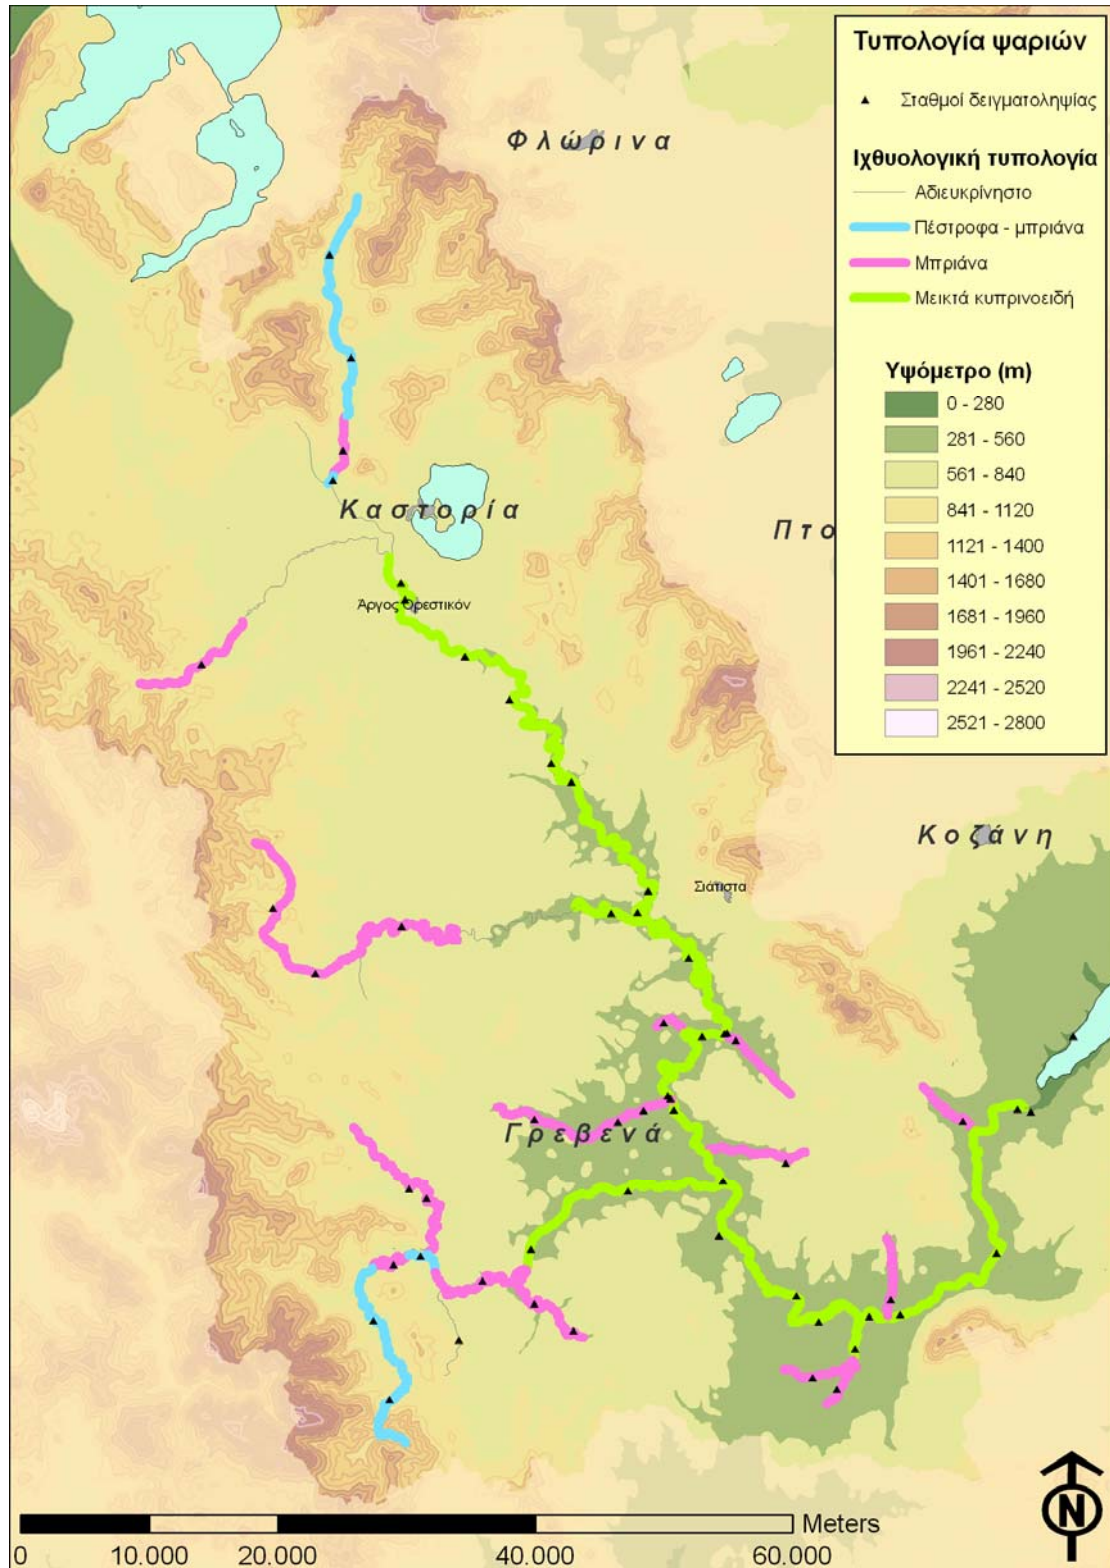 Τυπολογία ψαριών
Σταθμοί δειγματοληψίας
Ιχθυολογική τυπολογία
Αδιευκρίνηστο
Πέστροφα - μπριάνα
Μπριάνα
Μεικτά κυπρινοειδή
Υψόμετρο (m)
0 - 280
281 - 560
561 - 840
841 - 1120
1121 - 1400
1401 - 1680
1681 - 1960
1961 - 2240
2241 - 2520
2521 - 2800
Φλώρινα
Καστορία
Πτο
Άργος Ορεστικόν
Κοζάνη
Σιάτιστα
Γρεβενά
N
Meters
0 10.000 20.000 40.000 60.000